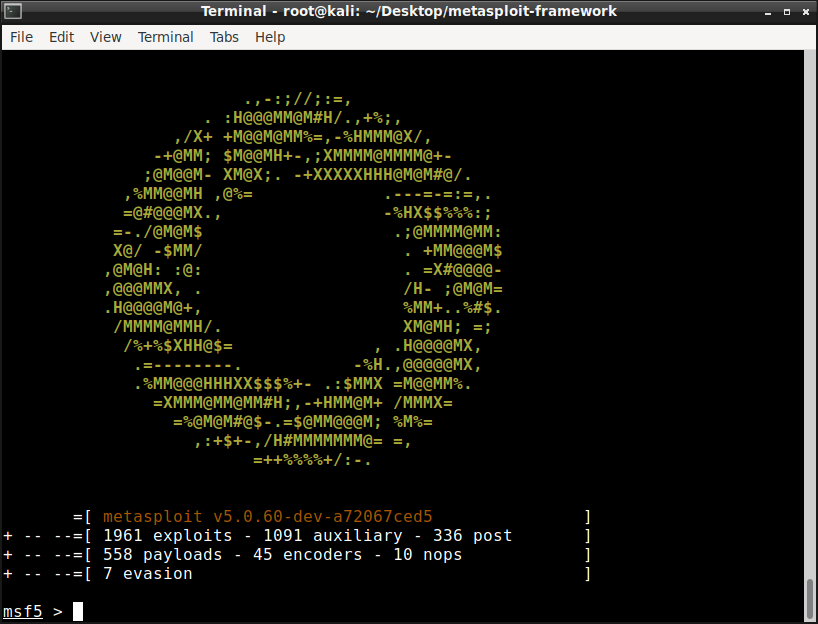 Terminal - root@kali: ~/Desktop/metasploit-framework
File Edit View Terminal Tabs Help
                        .,-:;//;:=,
                    . :H@@@MM@M#H/.,+%;,
                 ,/X+ +M@@M@MM%=,-%HMMM@X/,
               -+@MM; $M@@MH+-,;XMMMM@MMMM@+-
              ;@M@@M- XM@X;. -+XXXXXHHH@M@M#@/.
            ,%MM@@MH ,@%=             .---=-=:=,.
            =@#@@@MX.,                -%HX$$%%%:;
           =-./@M@M$                   .;@MMMM@MM:
           X@/ -$MM/                    . +MM@@@M$
          ,@M@H: :@:                    . =X#@@@@-
          ,@@@MMX, .                    /H- ;@M@M=
          .H@@@@M@+,                    %MM+..%#$.
           /MMMM@MMH/.                  XM@MH; =;
            /%+%$XHH@$=              , .H@@@@MX,
             .=--------.           -%H.,@@@@@MX,
             .%MM@@@HHHXX$$$%+- .:$MMX =M@@MM%.
               =XMMM@MM@MM#H;,-+HMM@M+ /MMMX=
                 =%@M@M#@$-.=$@MM@@@M; %M%=
                   ,:+$+-,/H#MMMMMMM@= =,
                         =++%%%%+/:-.
       =[ metasploit v5.0.60-dev-a72067ced5               ]
+ -- --=[ 1961 exploits - 1091 auxiliary - 336 post       ]
+ -- --=[ 558 payloads - 45 encoders - 10 nops            ]
+ -- --=[ 7 evasion                                       ]
msf5 >